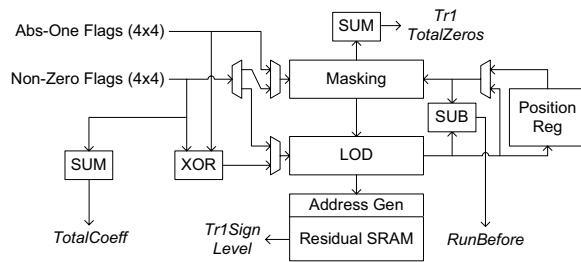 Abs-One Flags (4x4)
SUM
Tr1
TotalZeros
Non-Zero Flags (4x4)
Masking
SUB
Position
Reg
SUM
XOR
LOD
Address Gen
TotalCoeff
Tr1Sign
Level
Residual SRAM
RunBefore